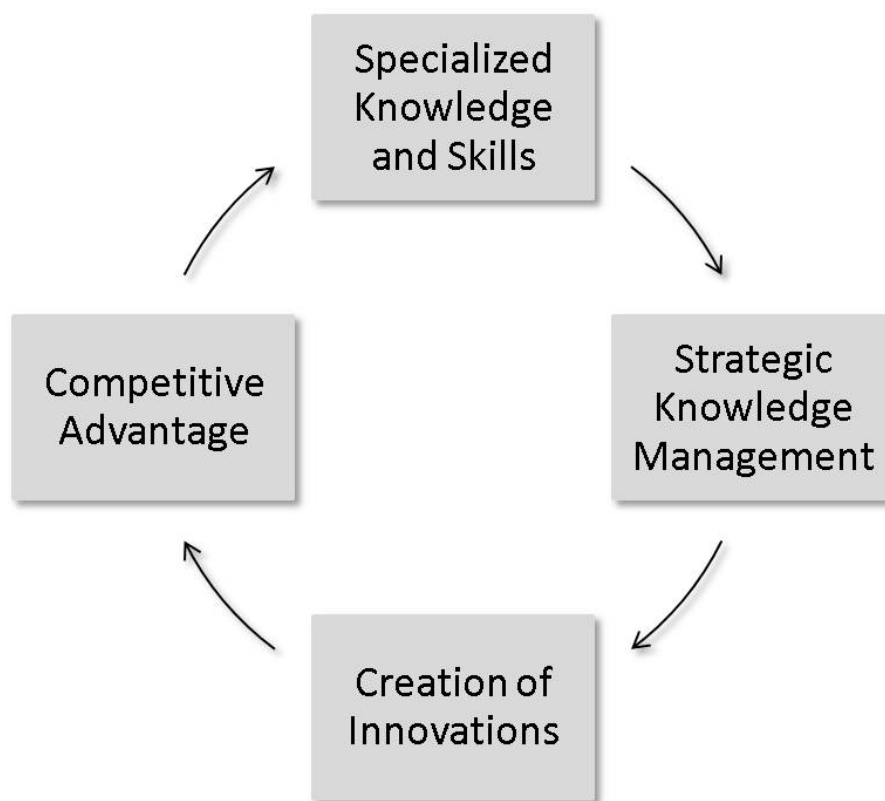 Specialized
Knowledge
and Skills
Competitive
Advantage
Strategic
Knowledge
Management
Creation of
Innovations